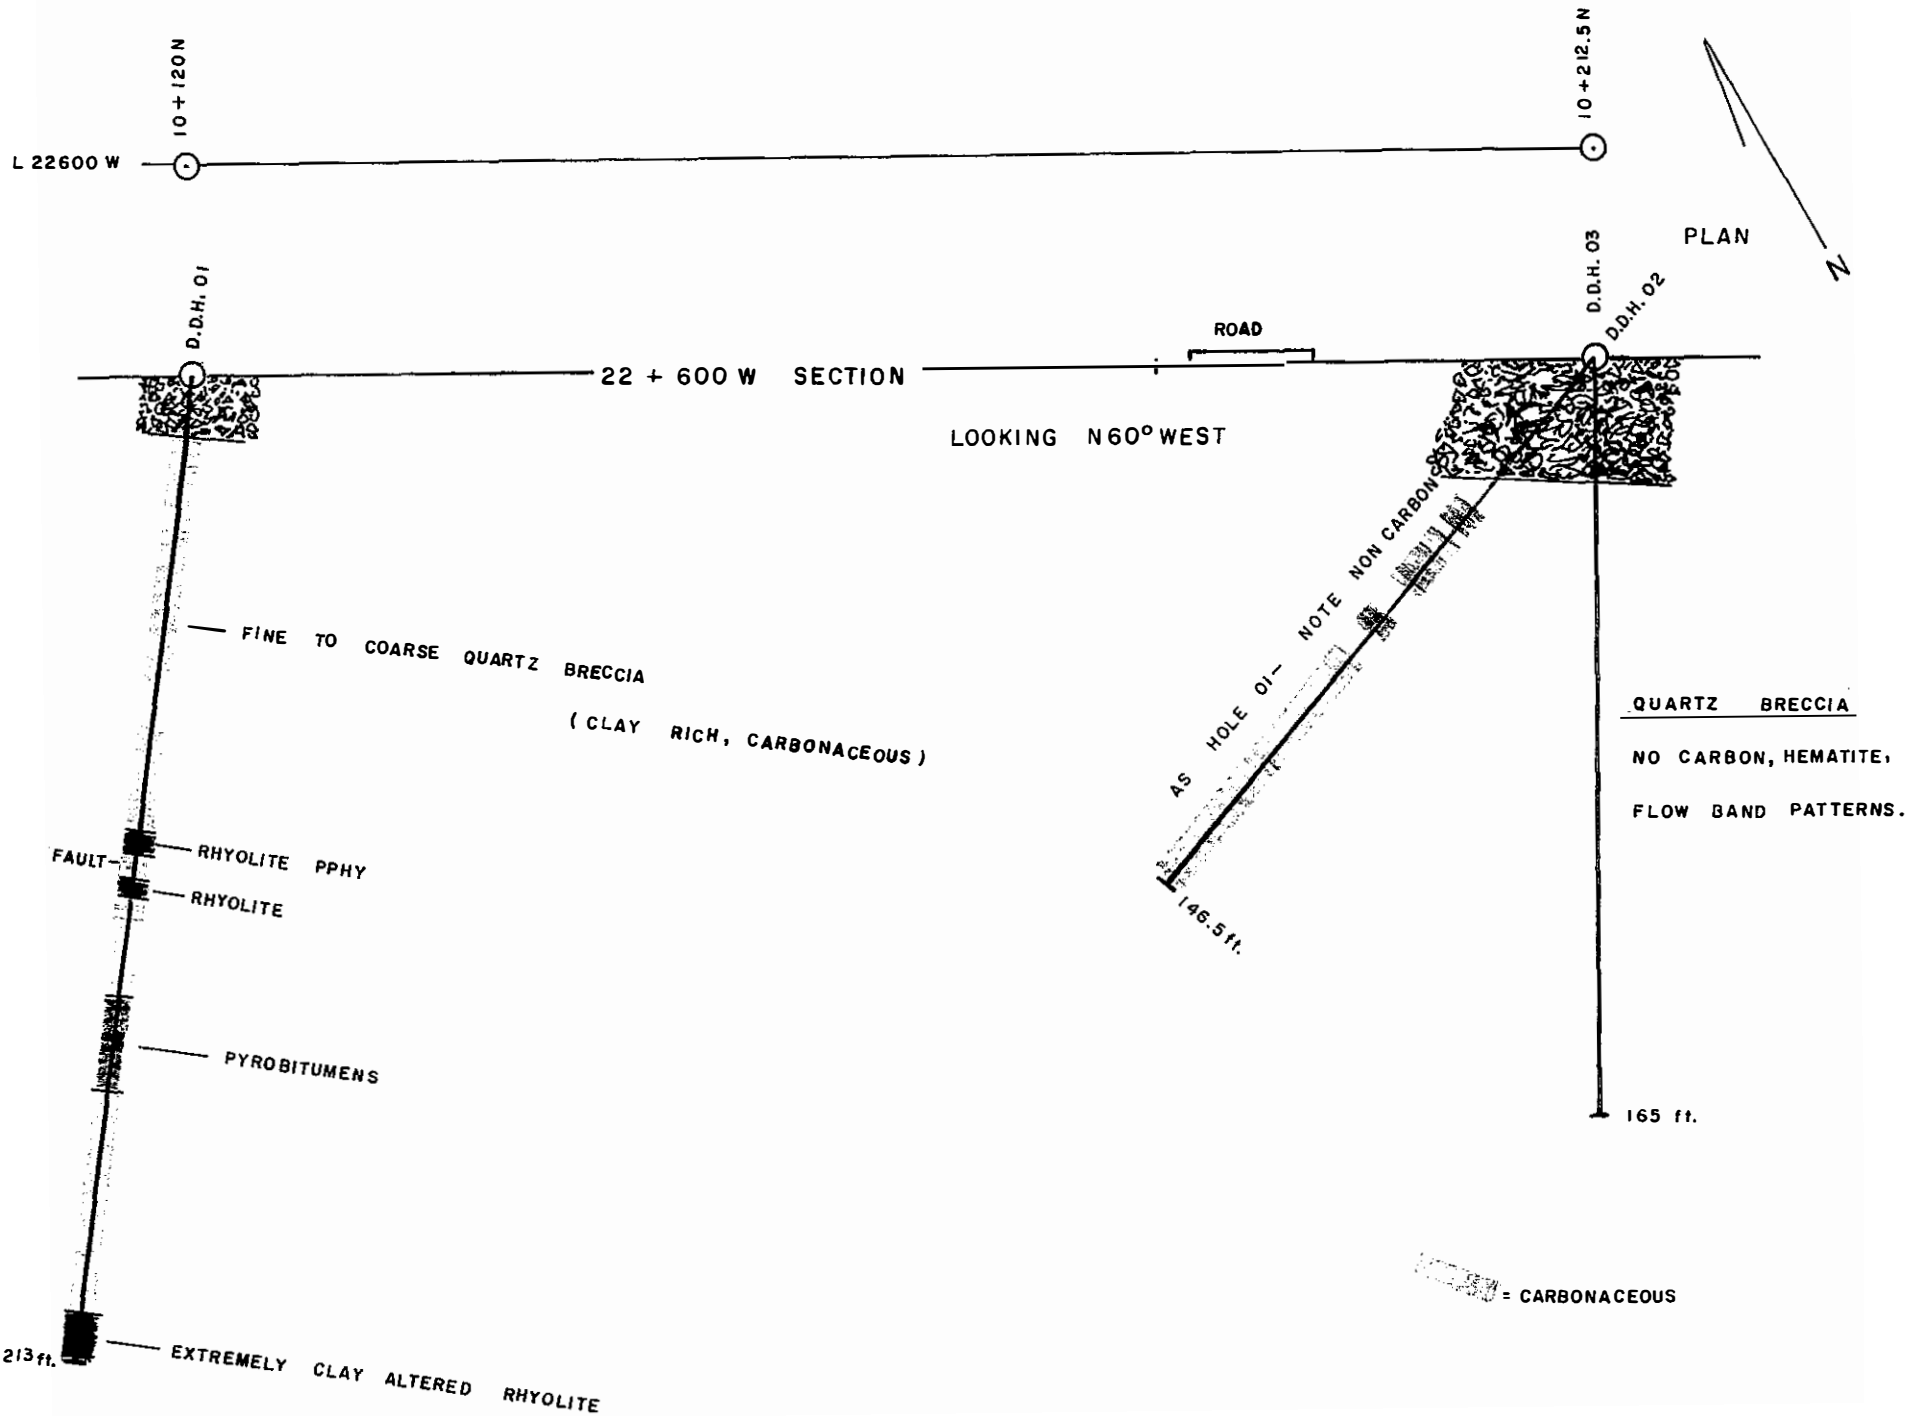 10+120N
10+212.5N
L 22600 W
PLAN
N
D.D.H. 01
D.D.H. 03
D.D.H. 02
ROAD
22 + 600 W SECTION
LOOKING N60° WEST
AS HOLE 01- NOTE NON CARBON
FINE TO COARSE QUARTZ BRECCIA
(CLAY RICH, CARBONACEOUS)
QUARTZ BRECCIA
NO CARBON, HEMATITE,
FLOW BAND PATTERNS.
FAULT
RHYOLITE PPHY
RHYOLITE
146.5 ft.
PYROBITUMENS
165 ft.
= CARBONACEOUS
213 ft.
EXTREMELY CLAY ALTERED RHYOLITE